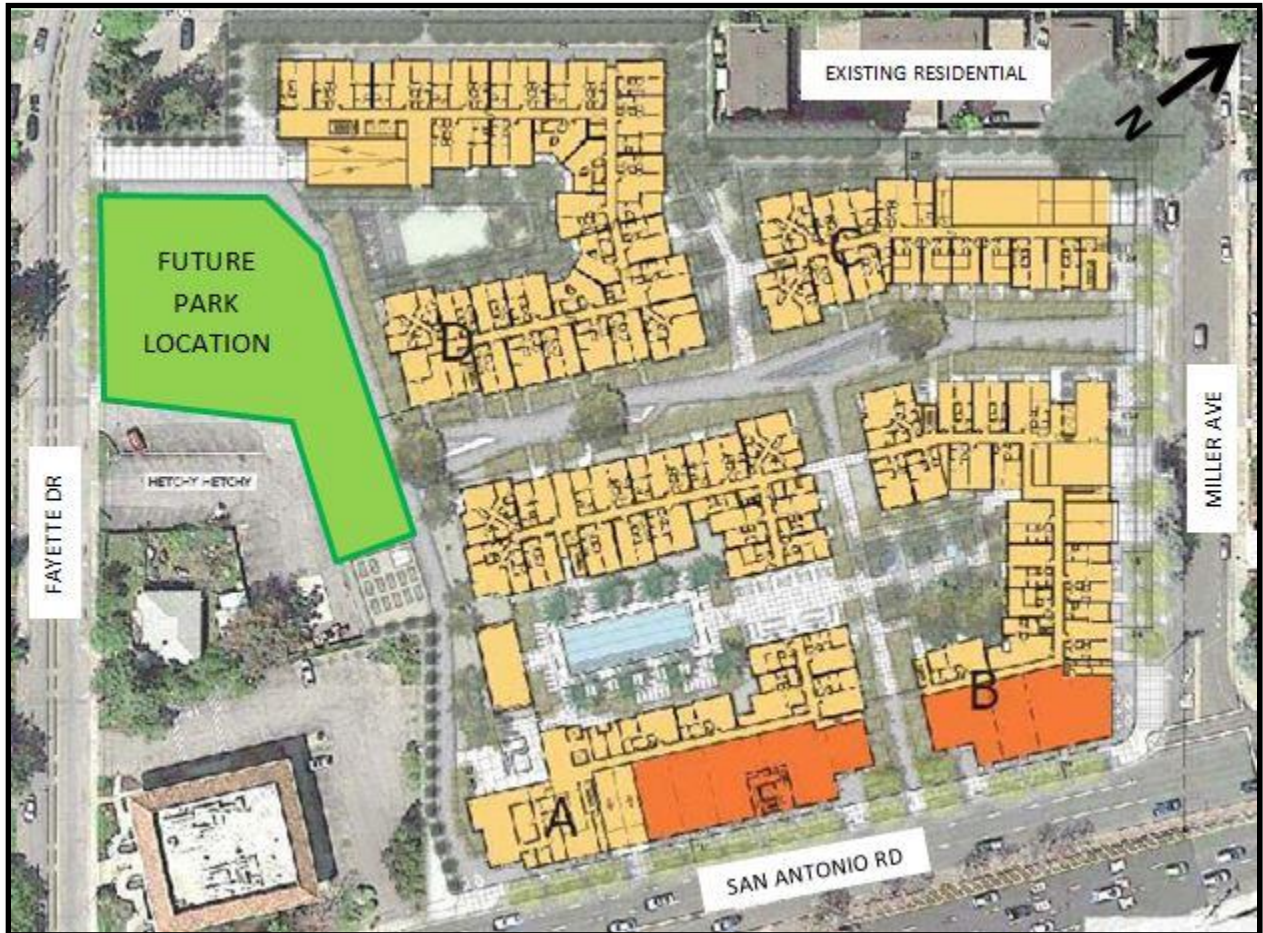 EXISTING RESIDENTIAL
N
FUTURE
PARK
LOCATION
C
D
HETCHY HETCHY
FAYETTE DR
MILLER AVE
B
A
SAN ANTONIO RD